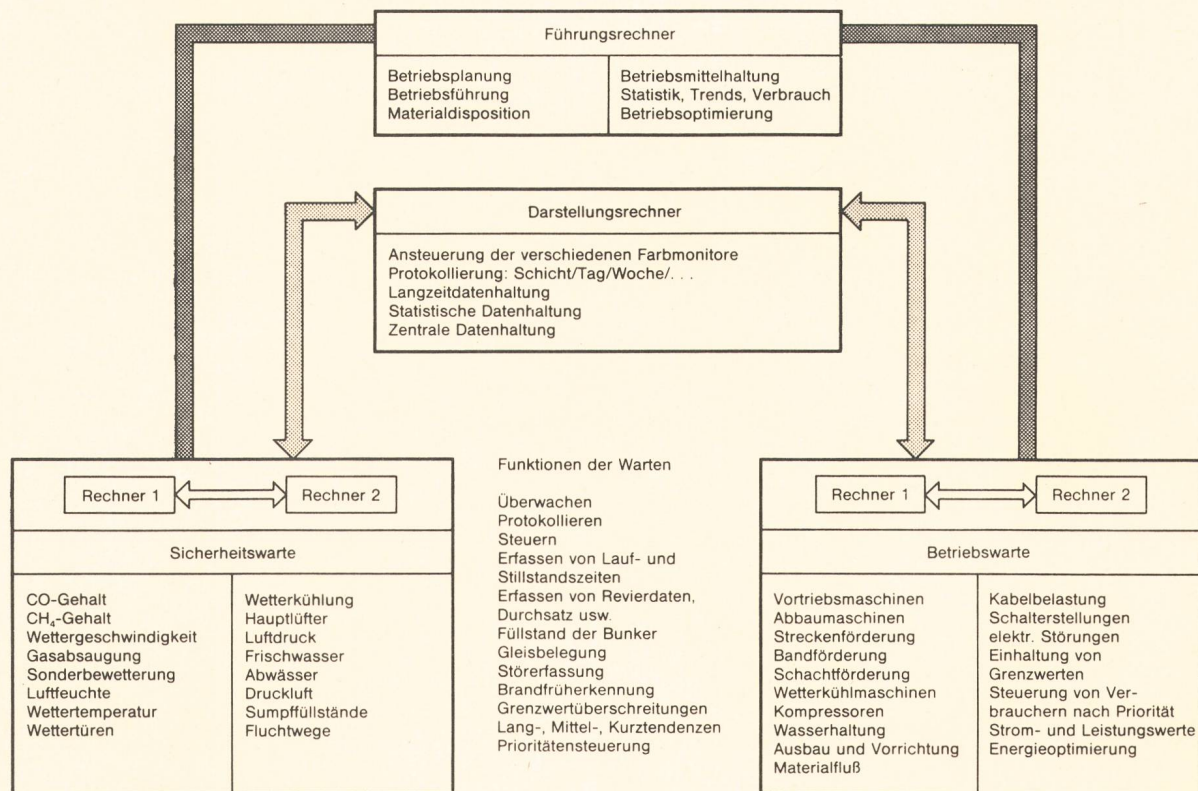 Führungsrechner
Betriebsplanung
Betriebsführung
Materialdisposition
Betriebsmittelhaltung
Statistik, Trends, Verbrauch
Betriebsoptimierung
Darstellungsrechner
Ansteuerung der verschiedenen Farbmonitore
Protokollierung: Schicht/Tag/Woche/. . .
Langzeitdatenhaltung
Statistische Datenhaltung
Zentrale Datenhaltung
Rechner 1
Rechner 2
Sicherheitswarte
CO-Gehalt
CH₄-Gehalt
Wettergeschwindigkeit
Gasabsaugung
Sonderbewetterung
Luftfeuchte
Wettertemperatur
Wettertüren
Wetterkühlung
Hauptlüfter
Luftdruck
Frischwasser
Abwässer
Druckluft
Sumpffüllstände
Fluchtwege
Funktionen der Warten
Überwachen
Protokollieren
Steuern
Erfassen von Lauf- und
Stillstandszeiten
Erfassen von Revierdaten,
Durchsatz usw.
Füllstand der Bunker
Gleisbelegung
Störerfassung
Brandfrüherkennung
Grenzwertüberschreitungen
Lang-, Mittel-, Kurztendenzen
Prioritätensteuerung
Rechner 1
Rechner 2
Betriebswarte
Vortriebsmaschinen
Abbaumaschinen
Streckenförderung
Bandförderung
Schachtförderung
Wetterkühlmaschinen
Kompressoren
Wasserhaltung
Ausbau und Vorrichtung
Materialfluß
Kabelbelastung
Schalterstellungen
elektr. Störungen
Einhaltung von
Grenzwerten
Steuerung von Ver-
brauchern nach Priorität
Strom- und Leistungswerte
Energieoptimierung